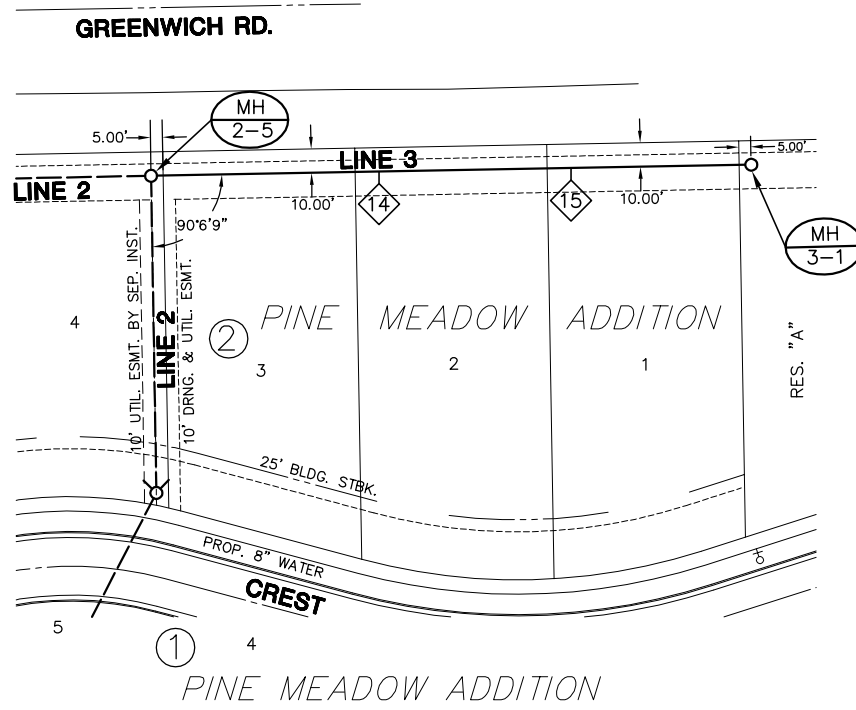 GREENWICH RD.
MH
2-5
5.00'
LINE 3
5.00'
LINE 2
10.00'
14
15
10.00'
90°6'9"
MH
3-1
10' UTIL. ESMT. BY SEP. INST.
LINE 2
10' DRNG. & UTIL. ESMT.
4
2
PINE MEADOW ADDITION
3
2
1
RES. "A"
25' BLDG. STBK.
PROP. 8" WATER
CREST
5
1
4
PINE MEADOW ADDITION